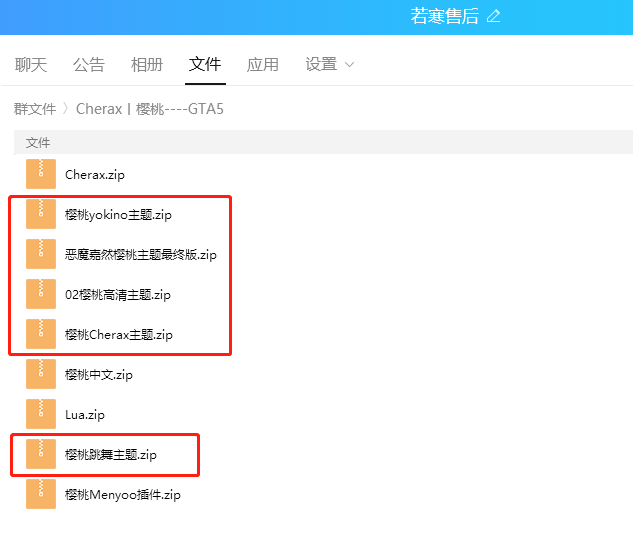 若寒售后
聊天 公告 相册 文件 应用 设置
群文件 〉Cherax丨樱桃----GTA5
文件
Cherax.zip
樱桃yokino主题.zip
恶魔嘉然樱桃主题最终版.zip
02樱桃高清主题.zip
樱桃Cherax主题.zip
樱桃中文.zip
Lua.zip
樱桃跳舞主题.zip
樱桃Menyoo插件.zip